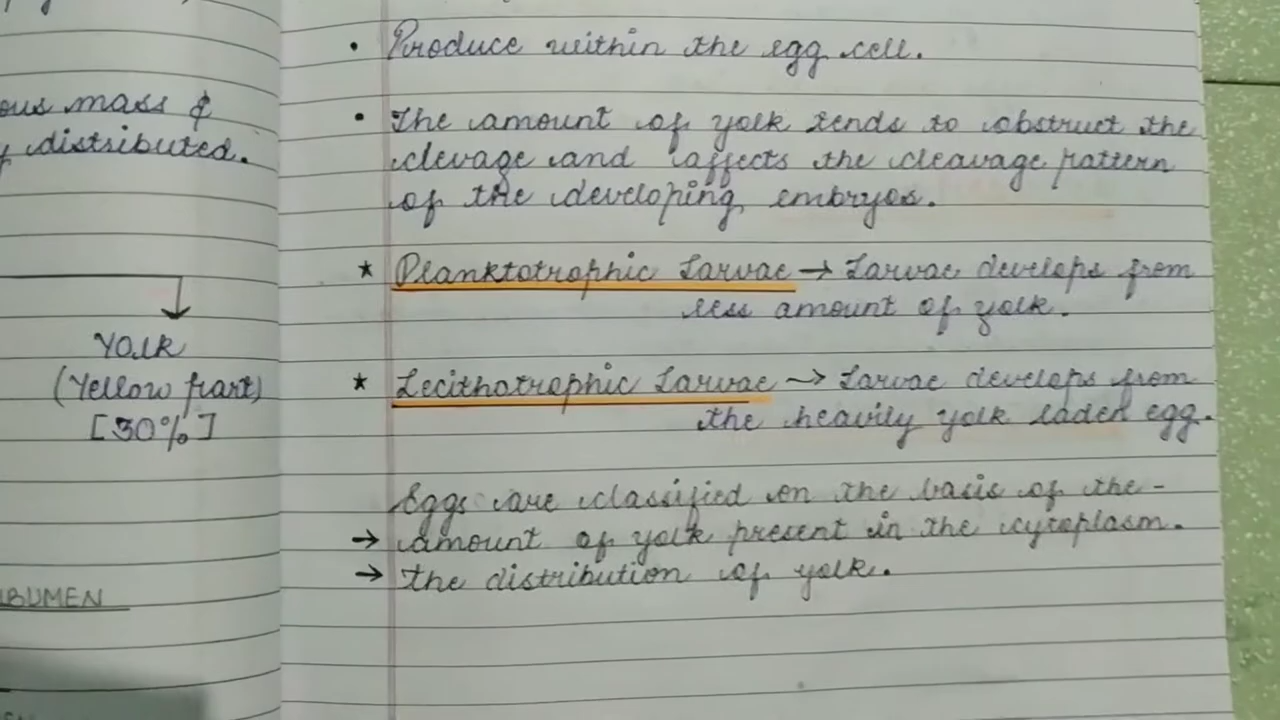 ous mass &
distributed.
Yolk
(Yellow part)
[30%]
BUMEN
• Produce within the egg cell.
• The amount of yolk tends to obstruct the
clevage and affects the cleavage pattern
of the developing embryos.
★ Planktotrophic Larvae → Larvae develops from
less amount of yolk.
★ Lecithotrophic Larvae → Larvae develops from
the heavily yolk laden egg.
Eggs are classified on the basis of the -
→ amount of yolk present in the cytoplasm.
→ the distribution of yolk.